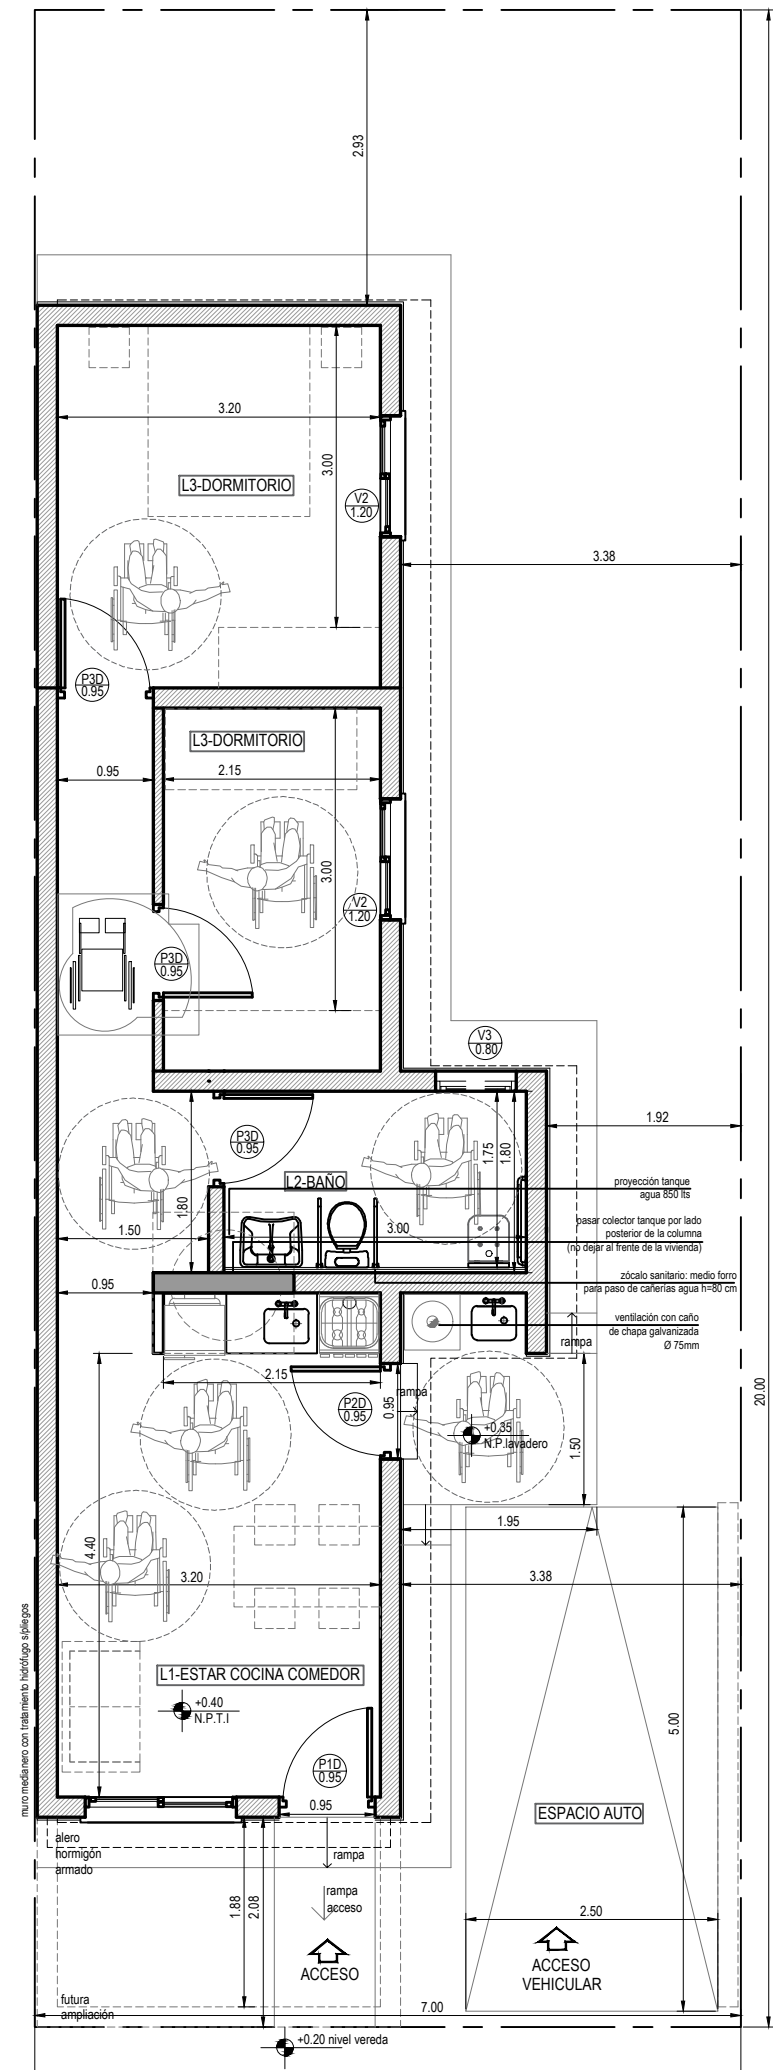 2.93
3.20
3.00
L3-DORMITORIO
V2
1.20
3.38
P3D
0.95
L3-DORMITORIO
0.95
2.15
3.00
V2
1.20
P3D
0.95
V3
0.80
1.92
P3D
0.95
1.75
1.80
1.80
L2-BAÑO
proyección tanque
agua 850 lts
1.50
3.00
pasar colector tanque por lado
posterior de la columna
(no dejar al frente de la vivienda)
0.95
zócalo sanitario: medio forro
para paso de cañerías agua h=80 cm
ventilación con caño
de chapa galvanizada
Ø 75mm
rampa
2.15
rampa
P2D
0.95
0.95
+0.35
N.P.lavadero
1.50
20.00
1.95
4.40
3.20
3.38
muro medianero con tratamiento hidrófugo s/pliegos
L1-ESTAR COCINA COMEDOR
+0.40
N.P.T.I
5.00
P1D
0.95
0.95
ESPACIO AUTO
alero
hormigón
armado
rampa
1.88
2.08
rampa
acceso
2.50
ACCESO
ACCESO
VEHICULAR
futura
ampliación
7.00
+0.20 nivel vereda